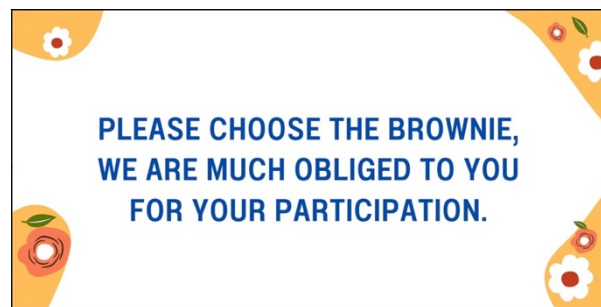 PLEASE CHOOSE THE BROWNIE,
WE ARE MUCH OBLIGED TO YOU
FOR YOUR PARTICIPATION.